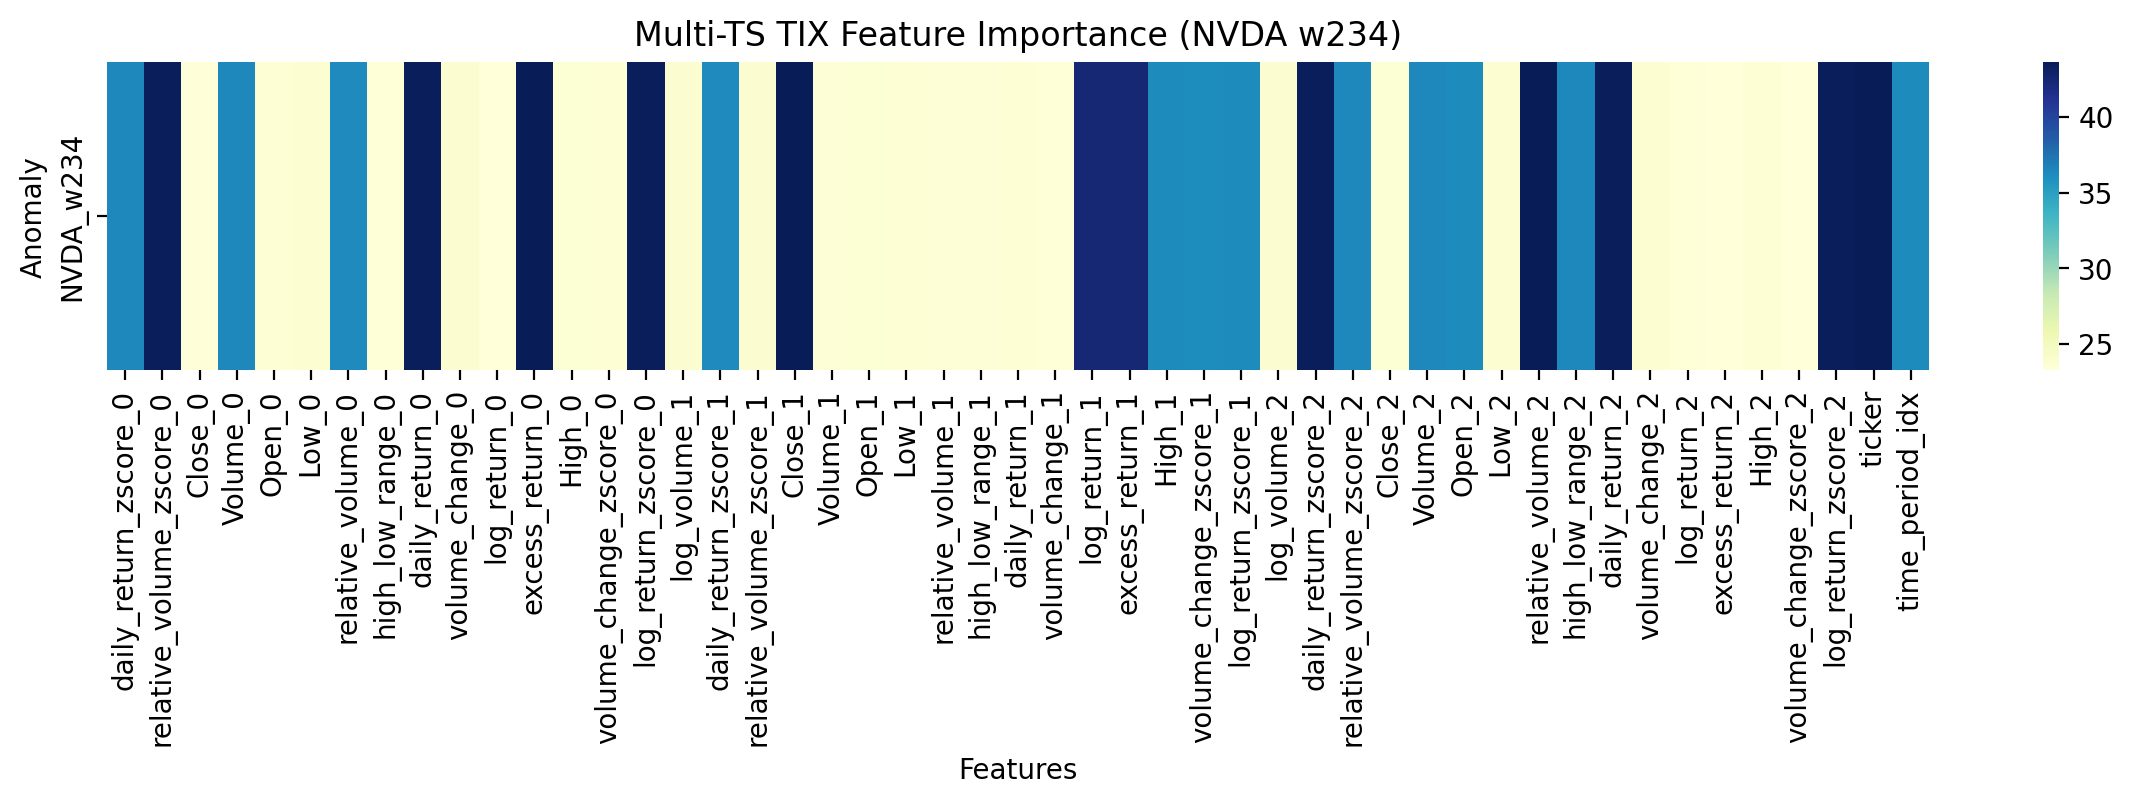 Multi-TS TIX Feature Importance (NVDA w234)
Anomaly
NVDA_w234
40
35
30
25
daily_return_zscore_0
relative_volume_zscore_0
Close_0
Volume_0
Open_0
Low_0
relative_volume_0
high_low_range_0
daily_return_0
volume_change_0
log_return_0
excess_return_0
High_0
volume_change_zscore_0
log_return_zscore_0
log_volume_1
daily_return_zscore_1
relative_volume_zscore_1
Close_1
Volume_1
Open_1
Low_1
relative_volume_1
high_low_range_1
daily_return_1
volume_change_1
log_return_1
excess_return_1
High_1
volume_change_zscore_1
log_return_zscore_1
log_volume_2
daily_return_zscore_2
relative_volume_zscore_2
Close_2
Volume_2
Open_2
Low_2
relative_volume_2
high_low_range_2
daily_return_2
volume_change_2
log_return_2
excess_return_2
High_2
volume_change_zscore_2
log_return_zscore_2
ticker
time_period_idx
Features